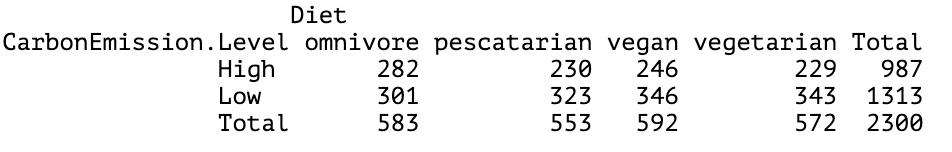 Diet
CarbonEmission.Level omnivore pescatarian vegan vegetarian Total
High 282 230 246 229 987
Low 301 323 346 343 1313
Total 583 553 592 572 2300